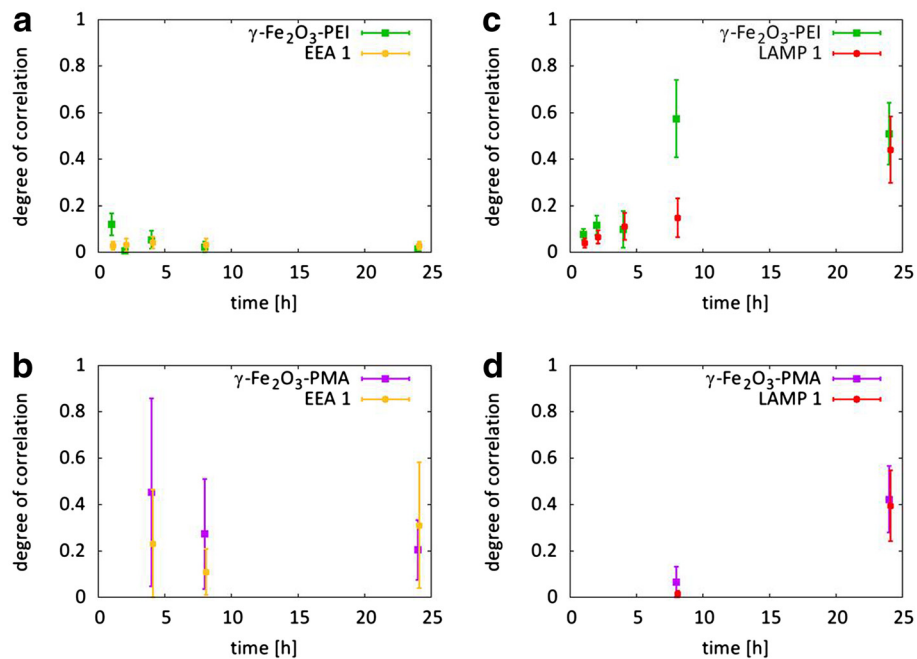 a
1
0.8
0.6
0.4
0.2
0
degree of correlation
γ-Fe₂O₃-PEI
EEA 1
0 5 10 15 20 25
time [h]
c
1
0.8
0.6
0.4
0.2
0
degree of correlation
γ-Fe₂O₃-PEI
LAMP 1
0 5 10 15 20 25
time [h]
b
1
0.8
0.6
0.4
0.2
0
degree of correlation
γ-Fe₂O₃-PMA
EEA 1
0 5 10 15 20 25
time [h]
d
1
0.8
0.6
0.4
0.2
0
degree of correlation
γ-Fe₂O₃-PMA
LAMP 1
0 5 10 15 20 25
time [h]